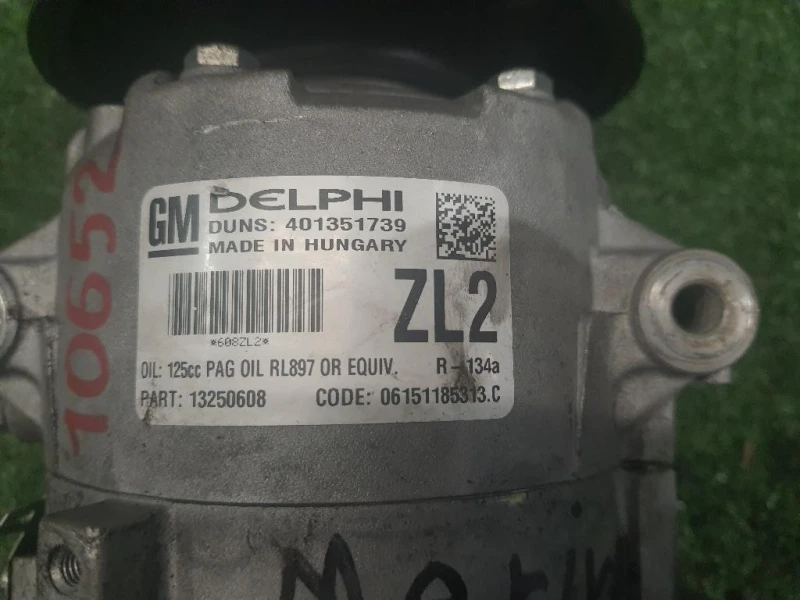 GM DELPHI
DUNS: 401351739
MADE IN HUNGARY
*608ZL2*
ZL2
OIL: 125cc PAG OIL RL897 OR EQUIV. R-134a
PART: 13250608 CODE: 06151185313.C
10652